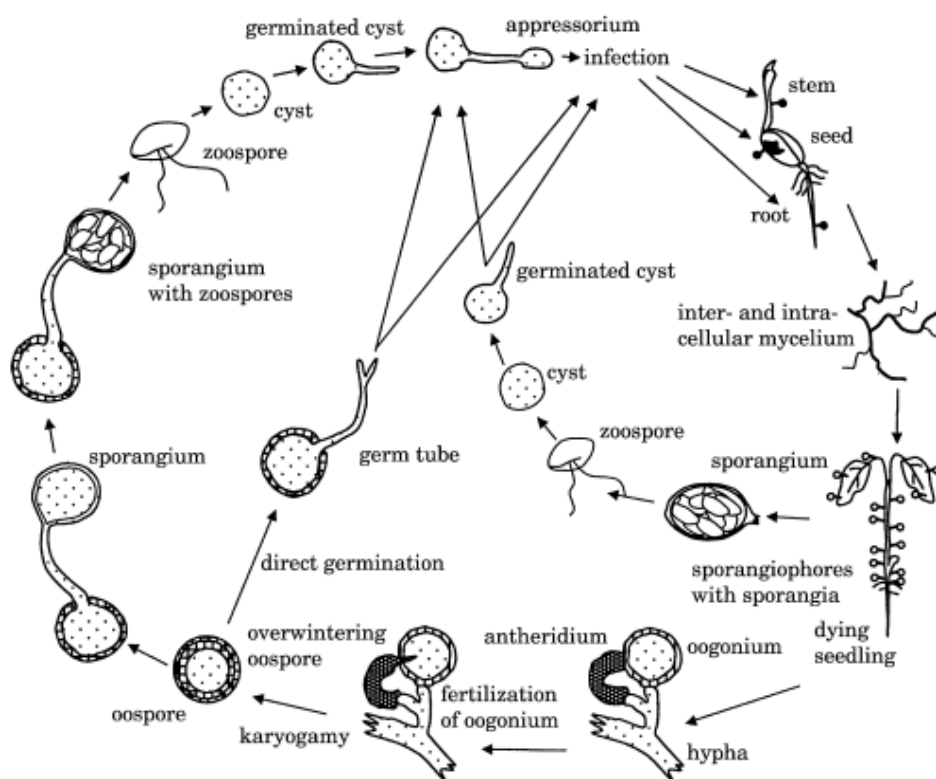 appressorium
germinated cyst
infection
stem
cyst
seed
zoospore
root
sporangium
with zoospores
germinated cyst
inter- and intra-
cellular mycelium
cyst
zoospore
sporangium
germ tube
sporangium
direct germination
sporangiophores
with sporangia
overwintering
oospore
antheridium
oogonium
dying
seedling
fertilization
of oogonium
oospore
karyogamy
hypha